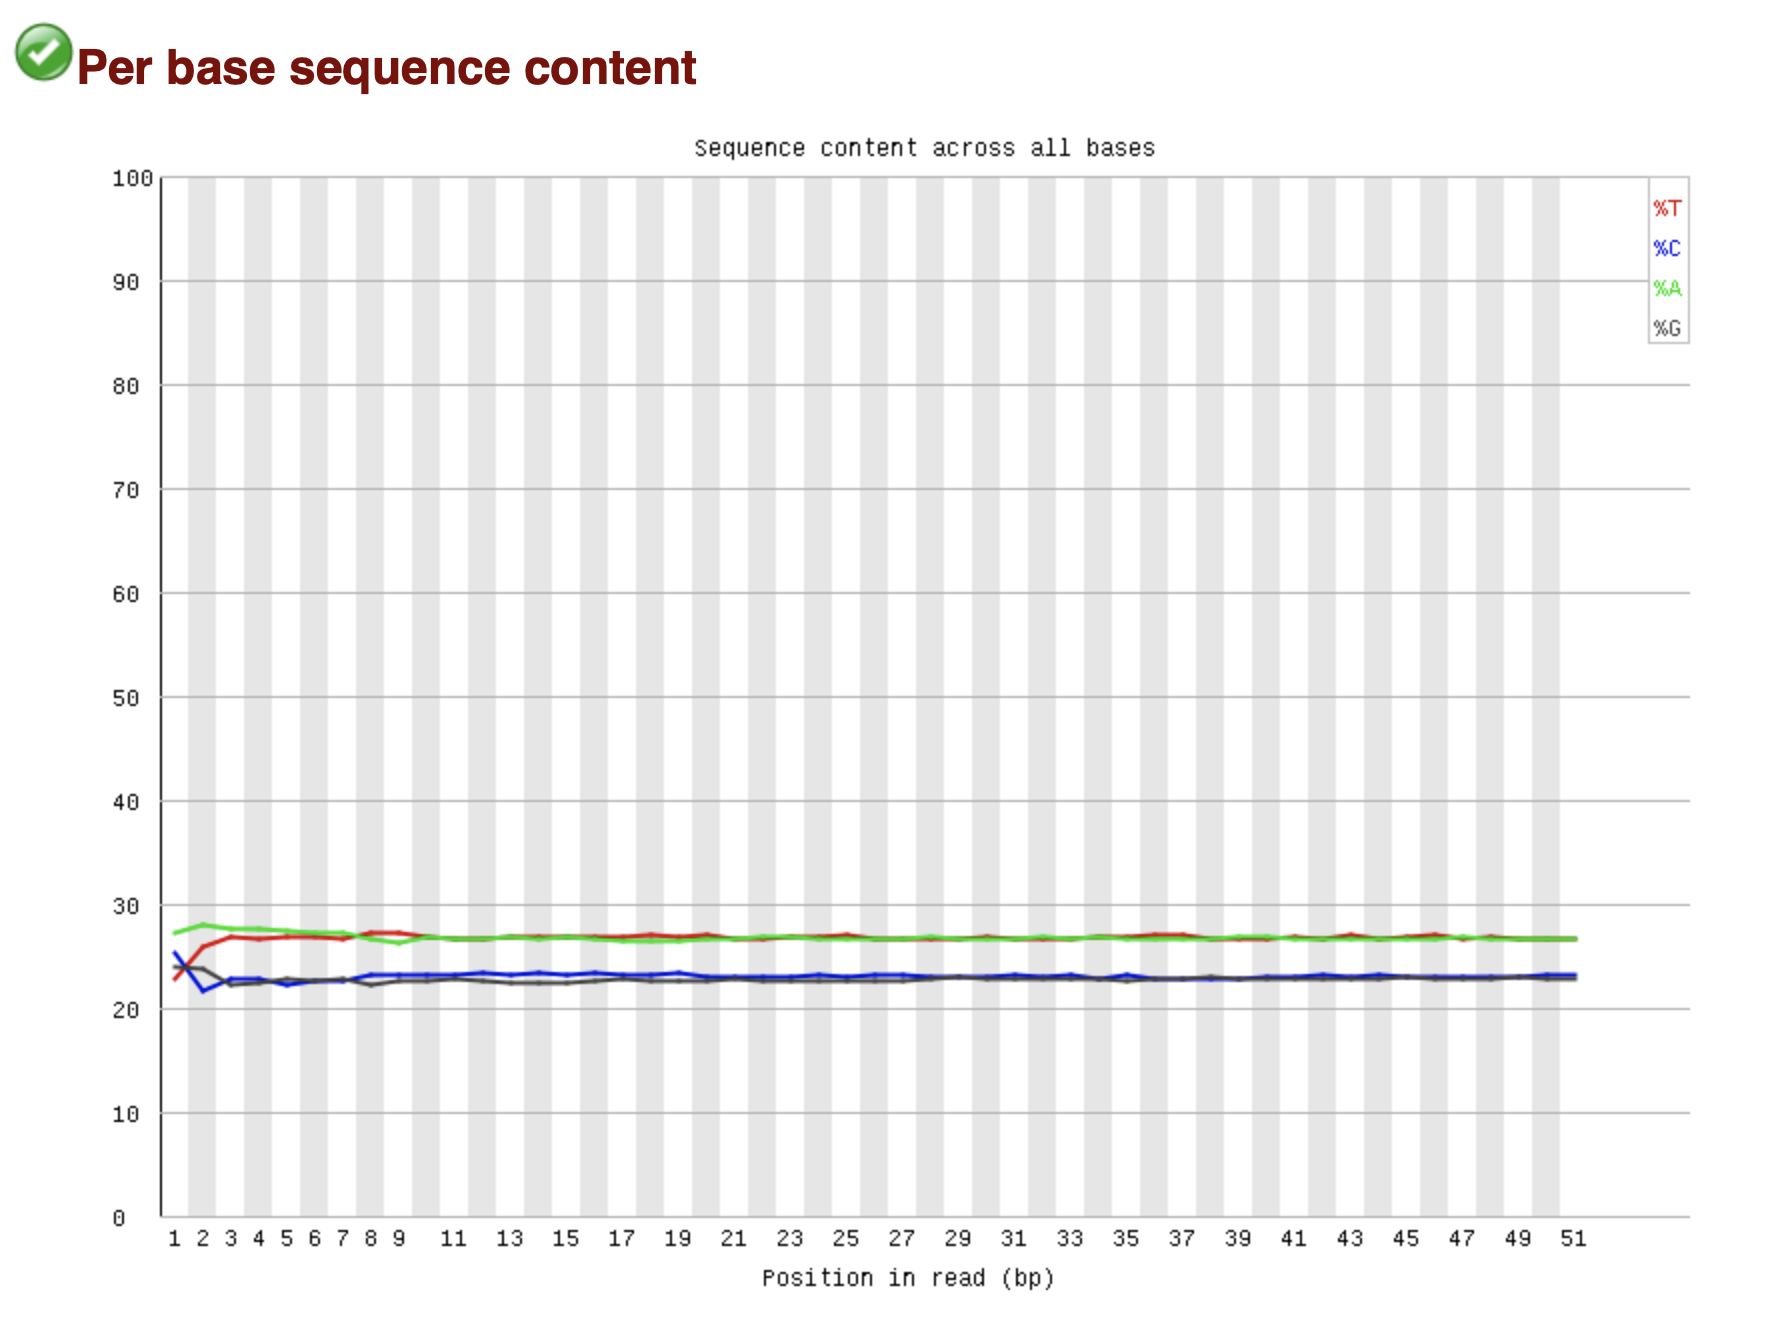 Per base sequence content
Sequence content across all bases
100
90
80
70
60
50
40
30
20
10
0
%T
%C
%A
%G
1 2 3 4 5 6 7 8 9 11 13 15 17 19 21 23 25 27 29 31 33 35 37 39 41 43 45 47 49 51
Position in read (bp)